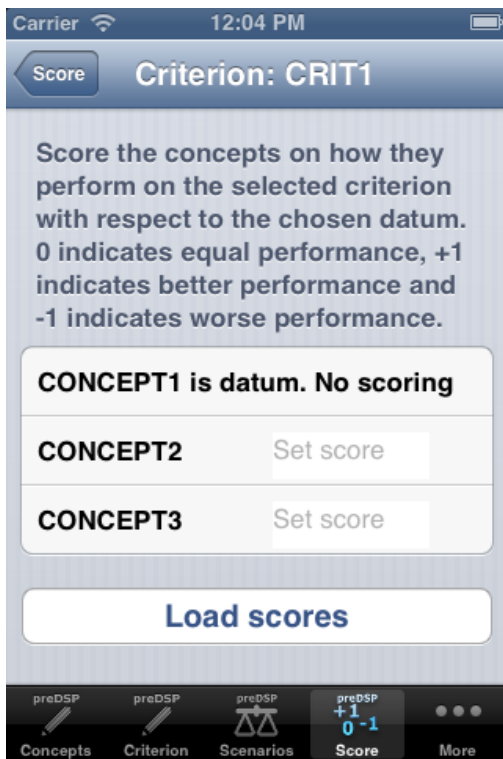 Carrier 12:04 PM
Score Criterion: CRIT1
Score the concepts on how they
perform on the selected criterion
with respect to the chosen datum.
0 indicates equal performance, +1
indicates better performance and
-1 indicates worse performance.
CONCEPT1 is datum. No scoring
CONCEPT2 Set score
CONCEPT3 Set score
Load scores
preDSP preDSP preDSP preDSP
+1
0 -1
Concepts Criterion Scenarios Score More